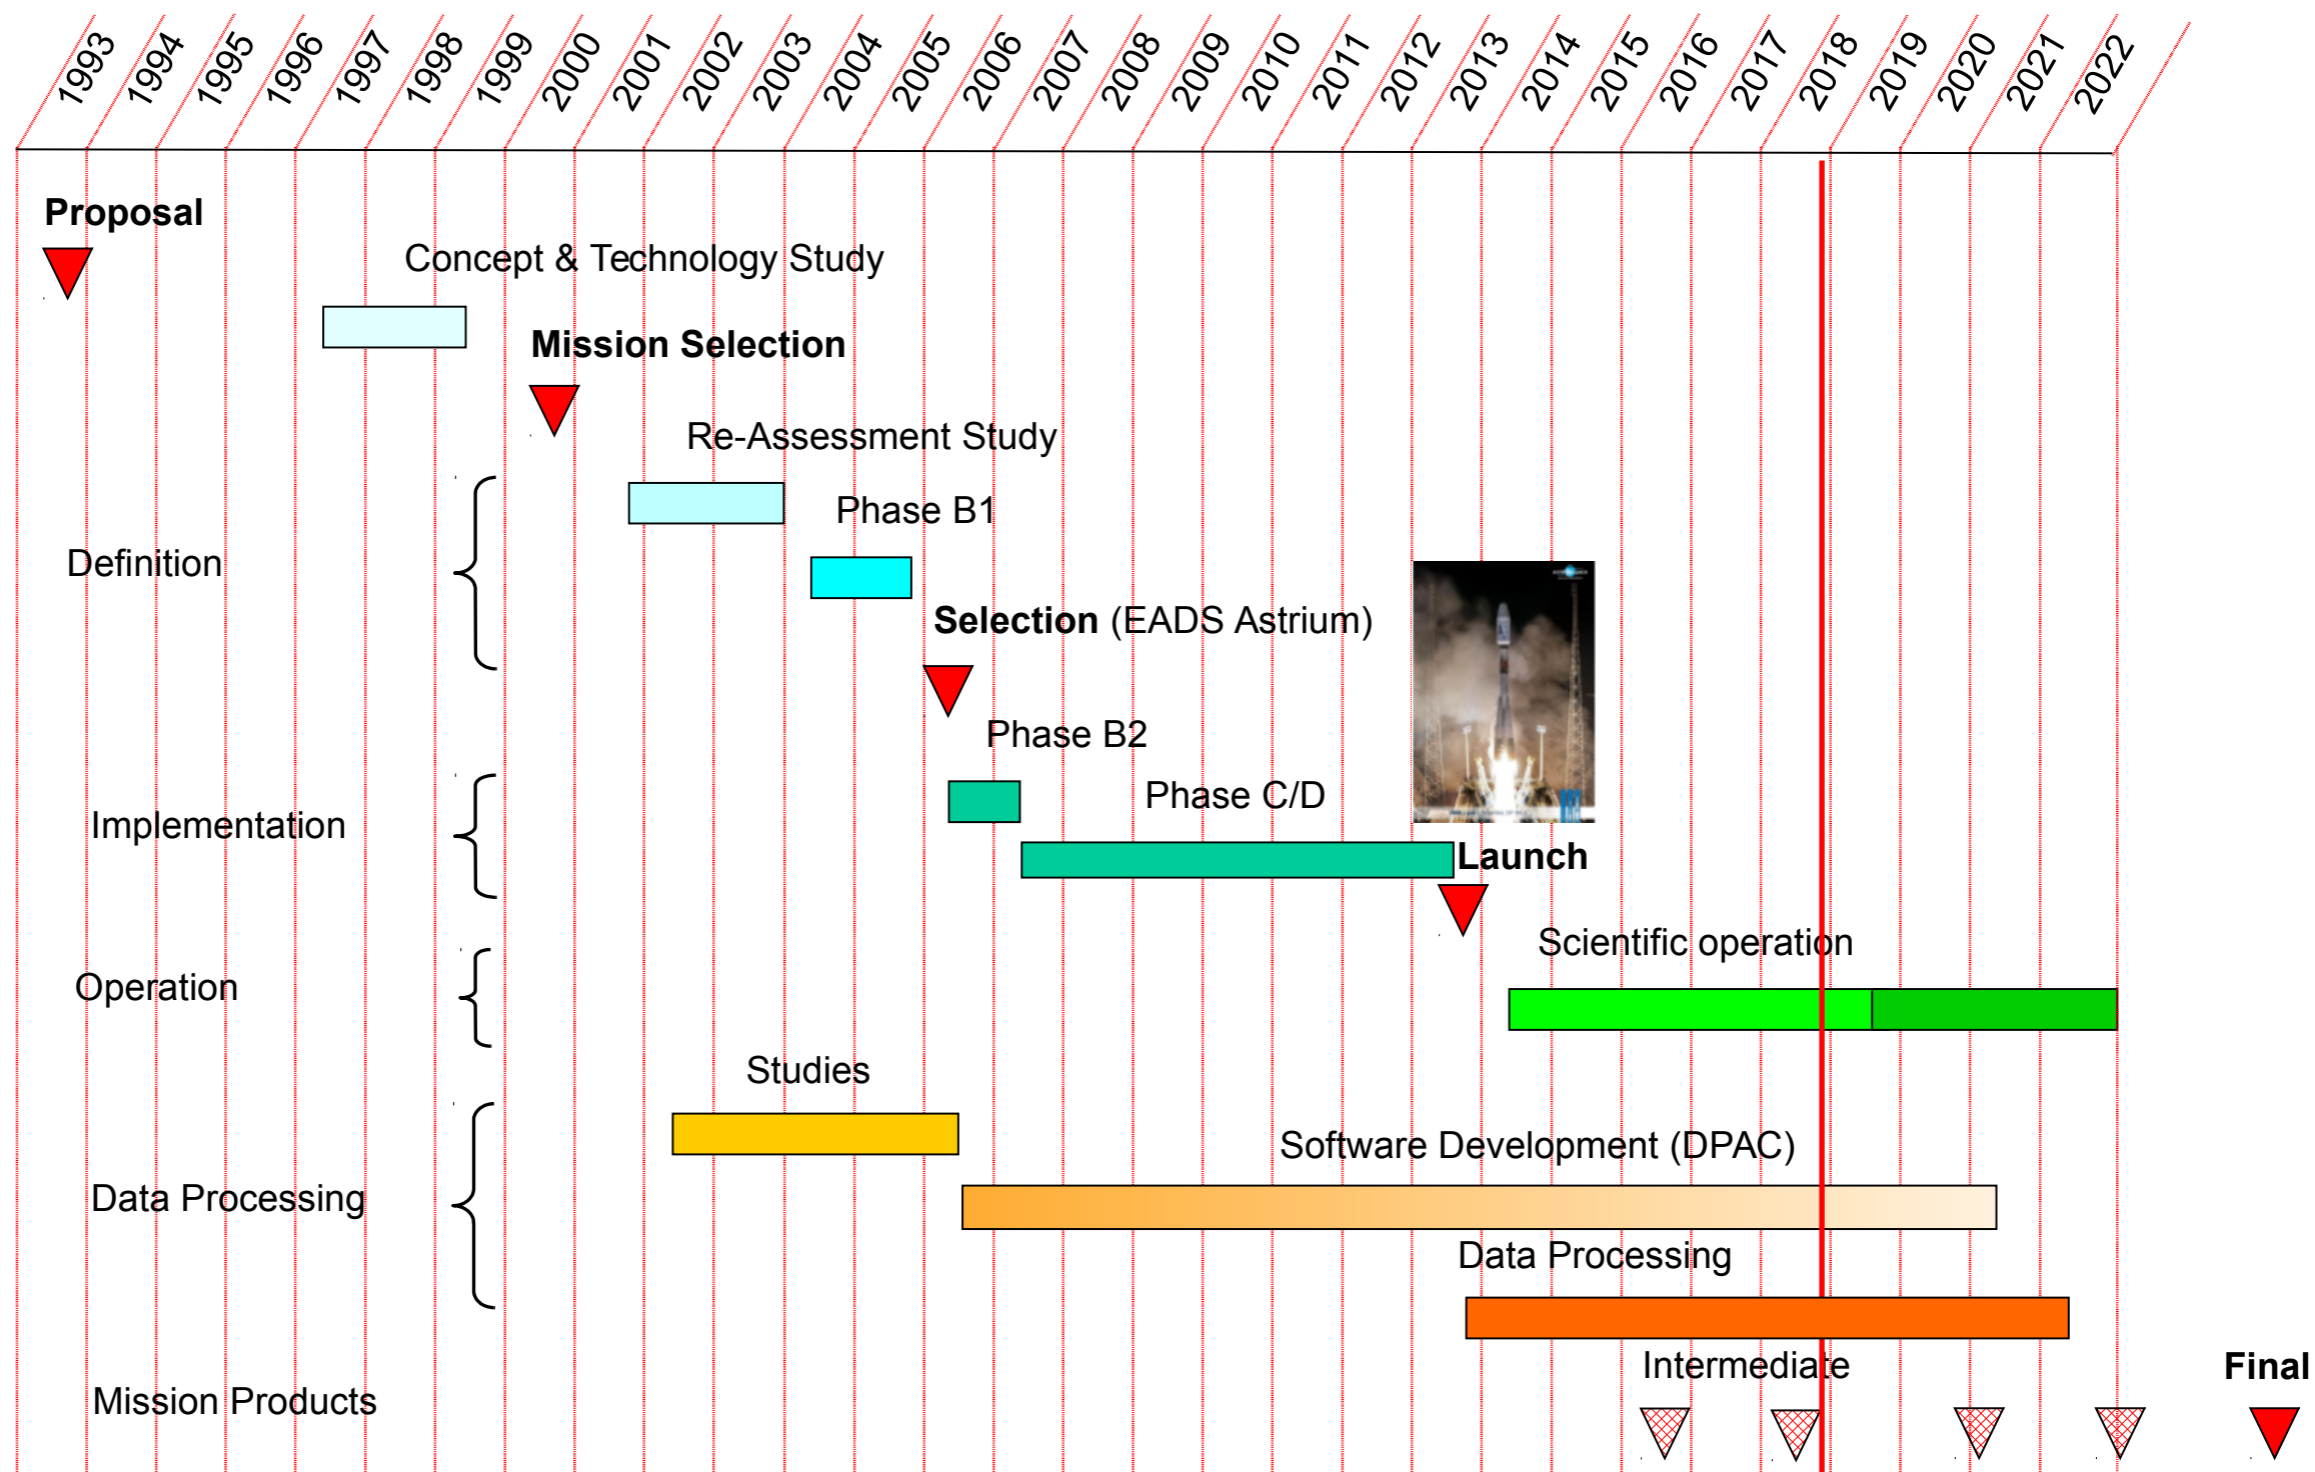 1993 1994 1995 1996 1997 1998 1999 2000 2001 2002 2003 2004 2005 2006 2007 2008 2009 2010 2011 2012 2013 2014 2015 2016 2017 2018 2019 2020 2021 2022
Proposal
Concept & Technology Study
Mission Selection
Re-Assessment Study
Phase B1
Definition
Selection (EADS Astrium)
Phase B2
Phase C/D
Implementation
Launch
Scientific operation
Operation
Studies
Software Development (DPAC)
Data Processing
Data Processing
Intermediate
Final
Mission Products